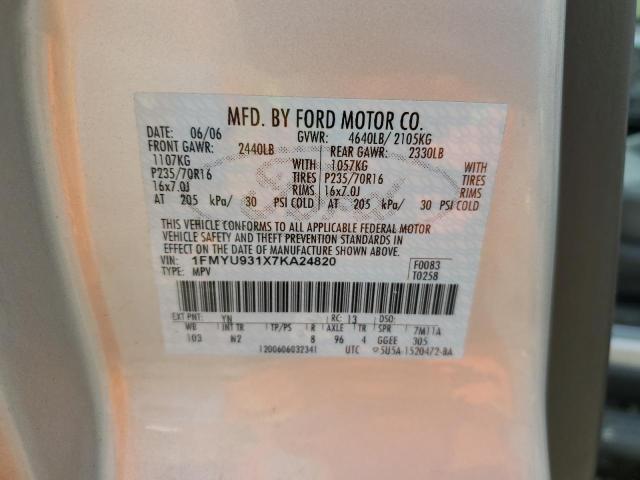 MFD. BY FORD MOTOR CO.
DATE: 06/06 GVWR: 4640LB/ 2105KG
FRONT GAWR: 2440LB REAR GAWR: 2330LB
1107KG WITH 1057KG WITH
P235/70R16 TIRES P235/70R16 TIRES
16x7.0J RIMS 16x7.0J RIMS
AT 205 kPa/ 30 PSI COLD AT 205 kPa/ 30 PSI COLD
THIS VEHICLE CONFORMS TO ALL APPLICABLE FEDERAL MOTOR
VEHICLE SAFETY AND THEFT PREVENTION STANDARDS IN
EFFECT ON THE DATE OF MANUFACTURE SHOWN ABOVE.
VIN: 1FMYU931X7KA24820 F0083
TYPE: MPV T0258
EXT PNT: YN RC: 13 DSO:
WB INT TR TP/PS R AXLE TR SPR 7M11A
103 N2 8 96 4 GGEE 305
1200606032341 UTC 5U5A-1520472-BA